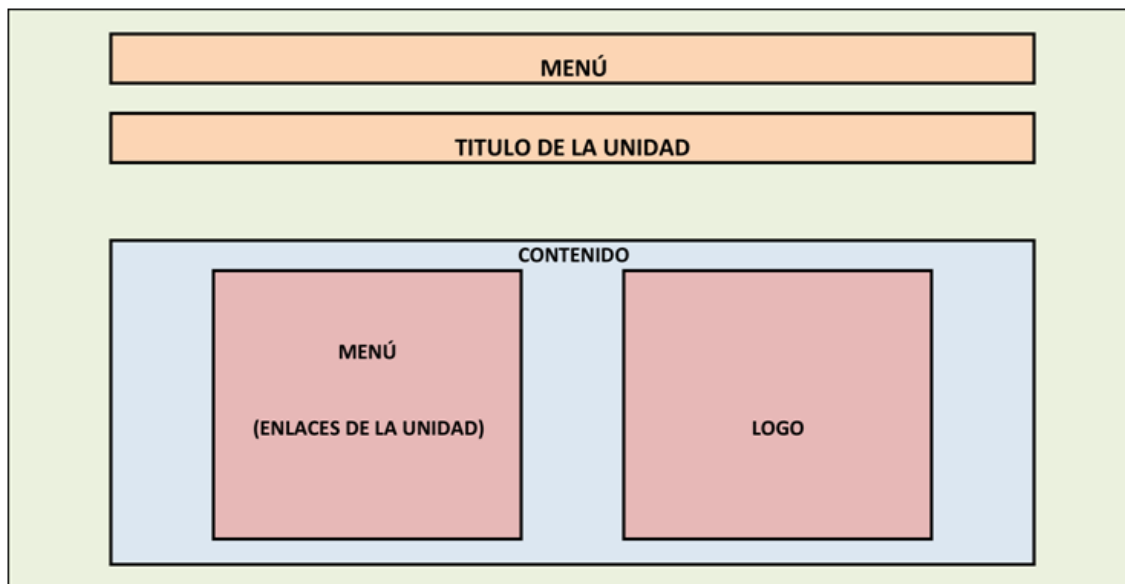 MENÚ
TITULO DE LA UNIDAD
CONTENIDO
MENÚ
(ENLACES DE LA UNIDAD)
LOGO